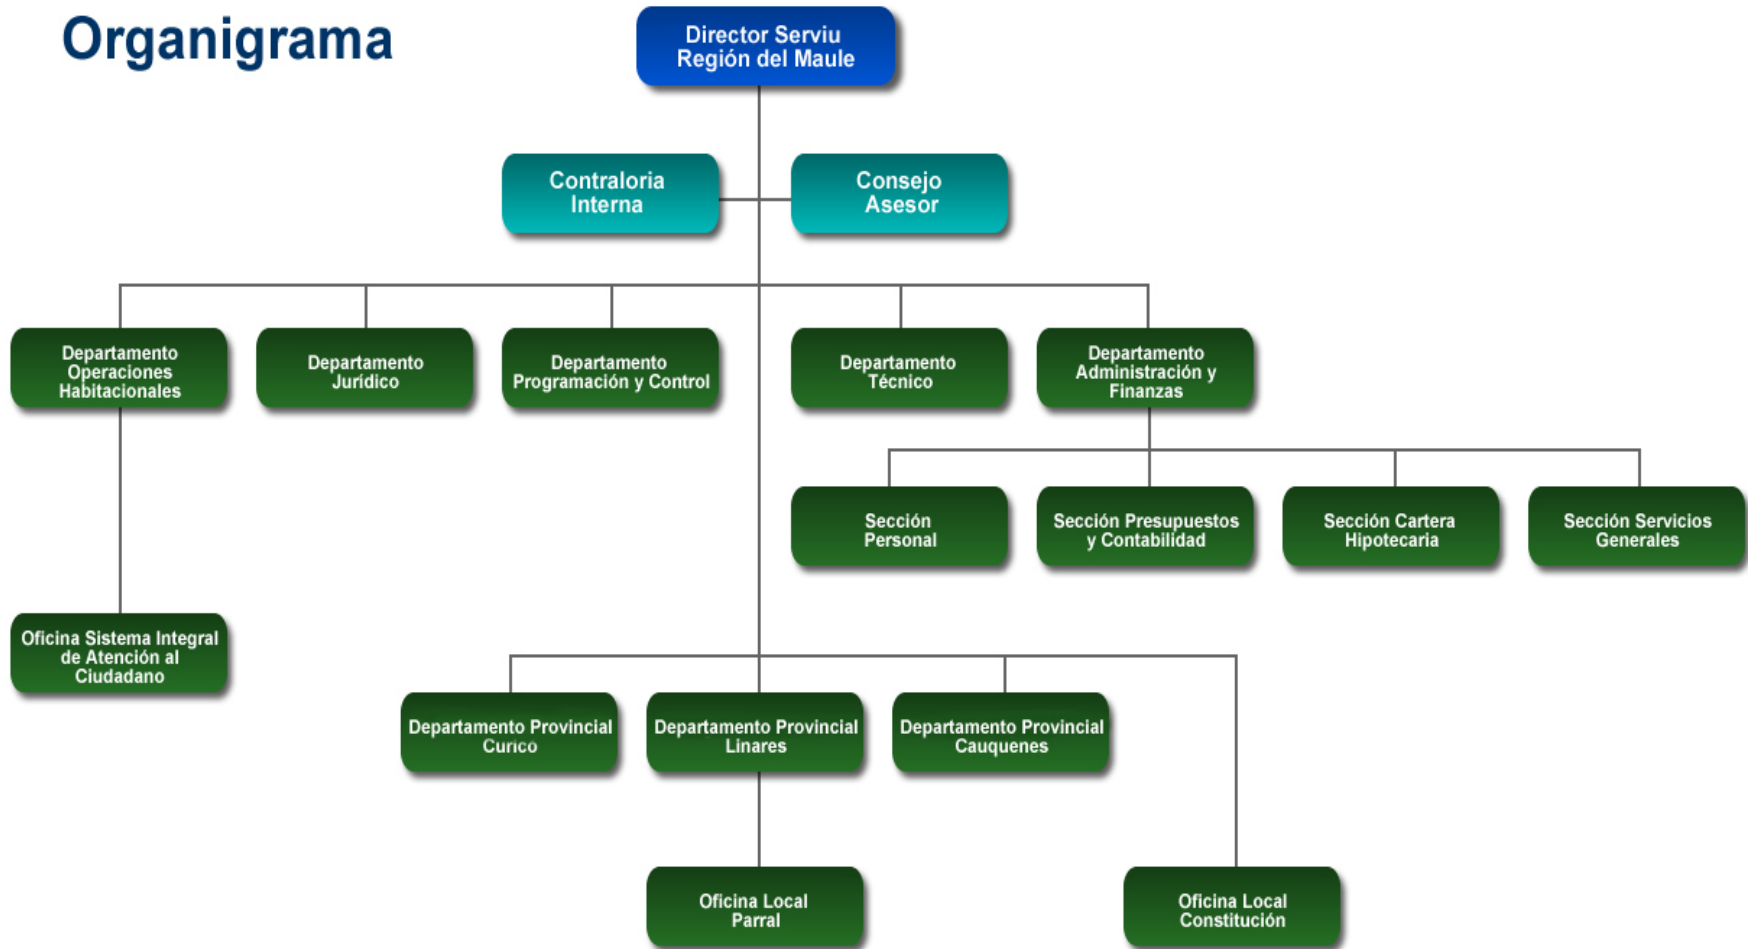 Organigrama
Director Serviu
Región del Maule
Contraloria
Interna
Consejo
Asesor
Departamento
Operaciones
Habitacionales
Departamento
Jurídico
Departamento
Programación y Control
Departamento
Técnico
Departamento
Administración y
Finanzas
Sección
Personal
Sección Presupuestos
y Contabilidad
Sección Cartera
Hipotecaria
Sección Servicios
Generales
Oficina Sistema Integral
de Atención al
Ciudadano
Departamento Provincial
Curico
Departamento Provincial
Linares
Departamento Provincial
Cauquenes
Oficina Local
Parral
Oficina Local
Constitución